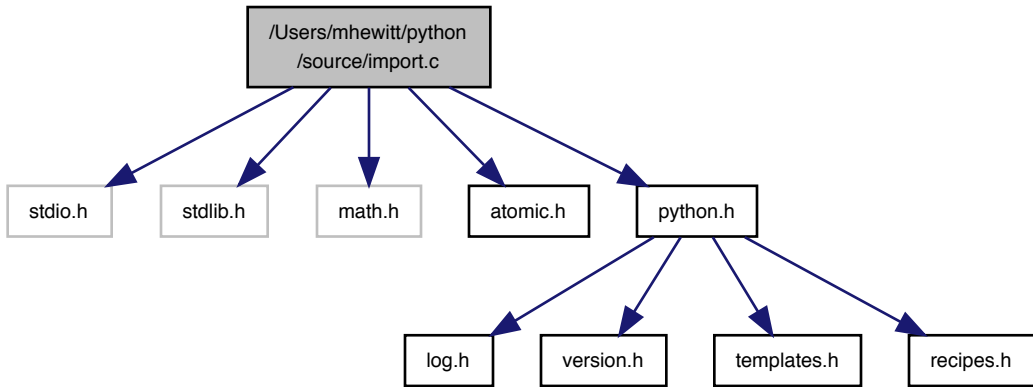 /Users/mhewitt/python
/source/import.c
stdio.h
stdlib.h
math.h
atomic.h
python.h
log.h
version.h
templates.h
recipes.h